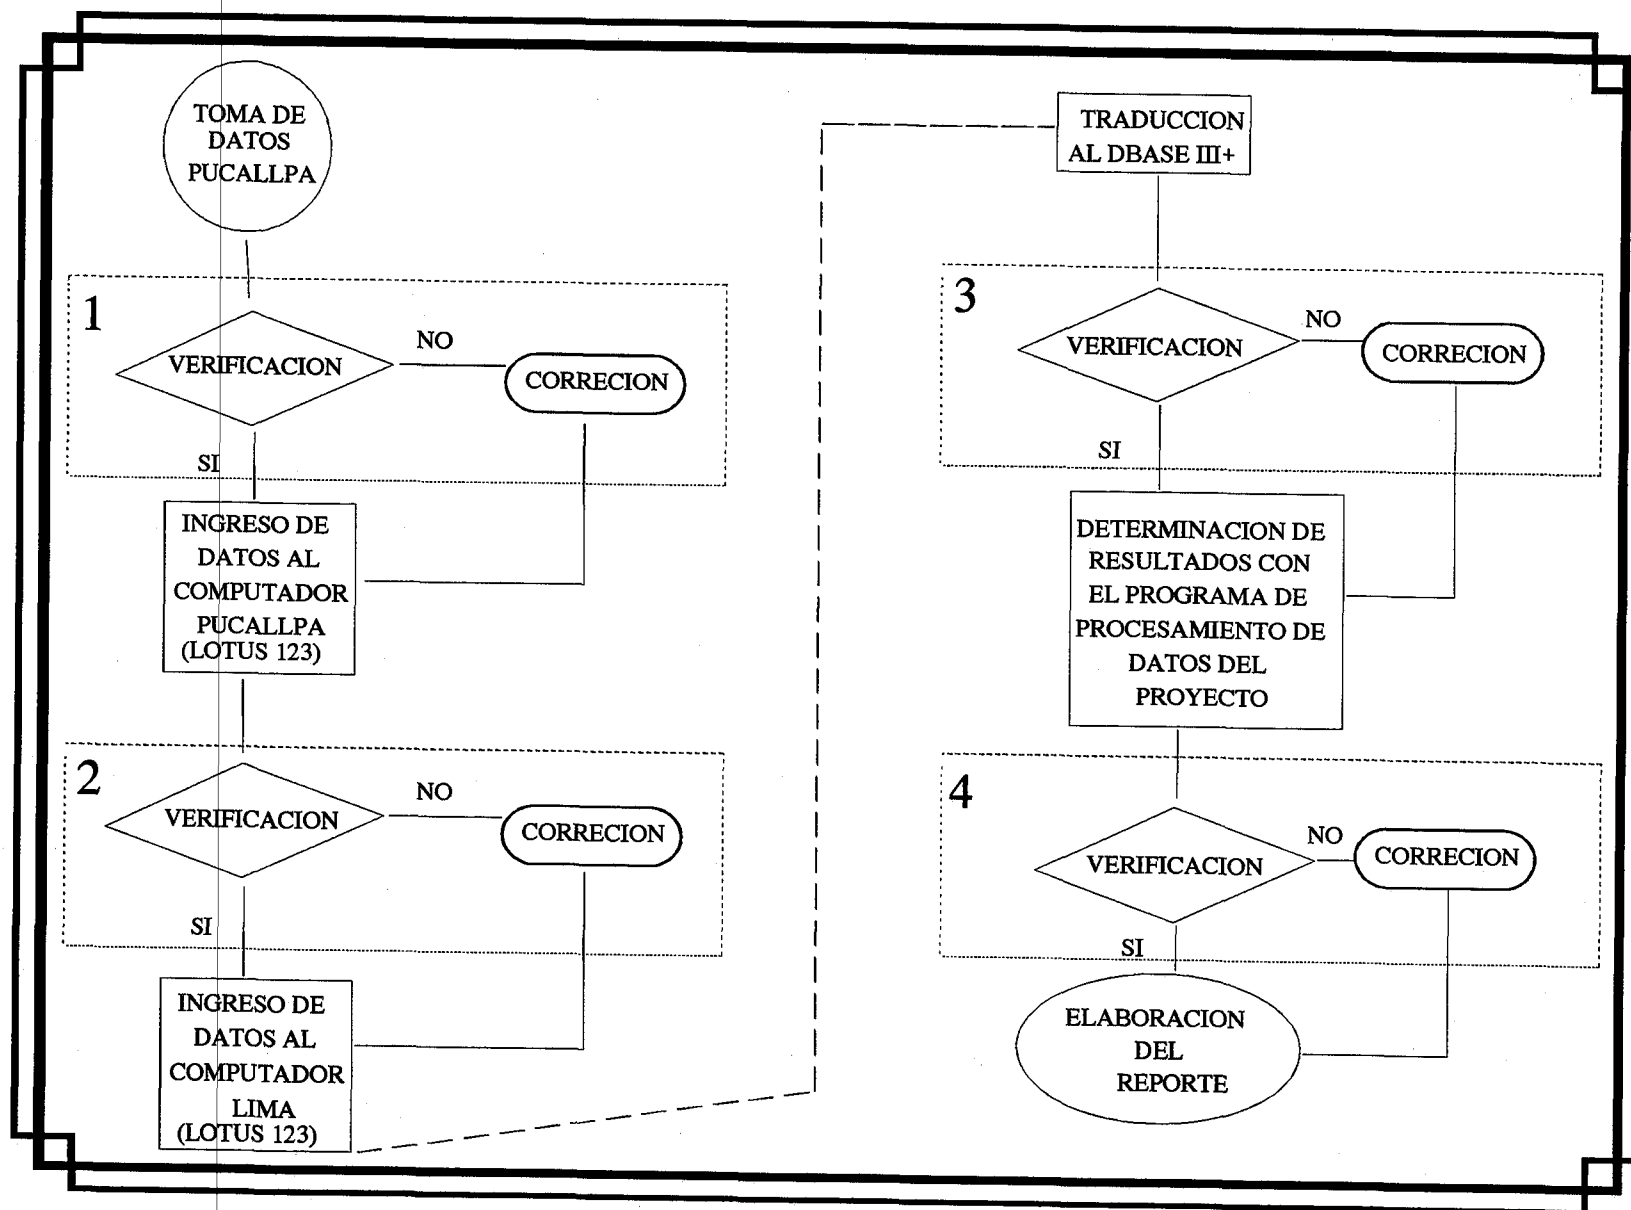 TOMA DE
DATOS
PUCALLPA
1
VERIFICACION
NO
CORRECION
SI
INGRESO DE
DATOS AL
COMPUTADOR
PUCALLPA
(LOTUS 123)
2
VERIFICACION
NO
CORRECION
SI
INGRESO DE
DATOS AL
COMPUTADOR
LIMA
(LOTUS 123)
TRADUCCION
AL DBASE III+
3
VERIFICACION
NO
CORRECION
SI
DETERMINACION DE
RESULTADOS CON
EL PROGRAMA DE
PROCESAMIENTO DE
DATOS DEL
PROYECTO
4
VERIFICACION
NO
CORRECION
SI
ELABORACION
DEL
REPORTE